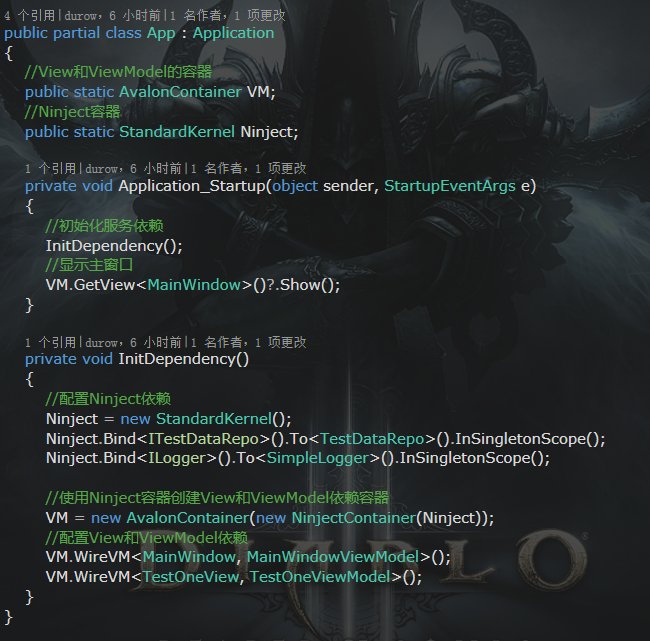 4 个引用|durow，6 小时前|1 名作者，1 项更改
public partial class App : Application
{
//View和ViewModel的容器
public static AvalonContainer VM;
//Ninject容器
public static StandardKernel Ninject;
1 个引用|durow，6 小时前|1 名作者，1 项更改
private void Application_Startup(object sender, StartupEventArgs e)
{
//初始化服务依赖
InitDependency();
//显示主窗口
VM.GetView<MainWindow>()?.Show();
}
1 个引用|durow，6 小时前|1 名作者，1 项更改
private void InitDependency()
{
//配置Ninject依赖
Ninject = new StandardKernel();
Ninject.Bind<ITestDataRepo>().To<TestDataRepo>().InSingletonScope();
Ninject.Bind<ILogger>().To<SimpleLogger>().InSingletonScope();
//使用Ninject容器创建View和ViewModel依赖容器
VM = new AvalonContainer(new NinjectContainer(Ninject));
//配置View和ViewModel依赖
VM.WireVM<MainWindow, MainWindowViewModel>();
VM.WireVM<TestOneView, TestOneViewModel>();
DIABLO
}
}